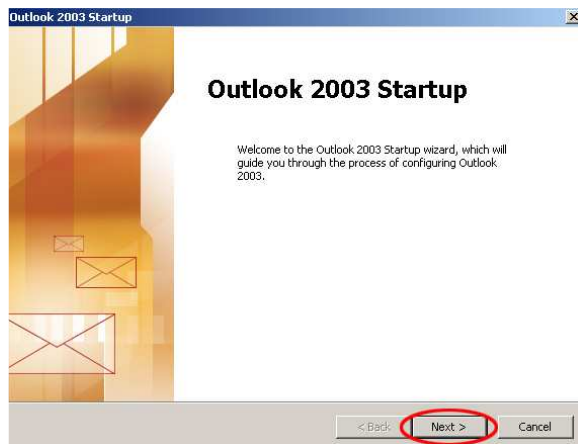 Outlook 2003 Startup
Outlook 2003 Startup
Welcome to the Outlook 2003 Startup wizard, which will
guide you through the process of configuring Outlook
2003.
< Back Next > Cancel